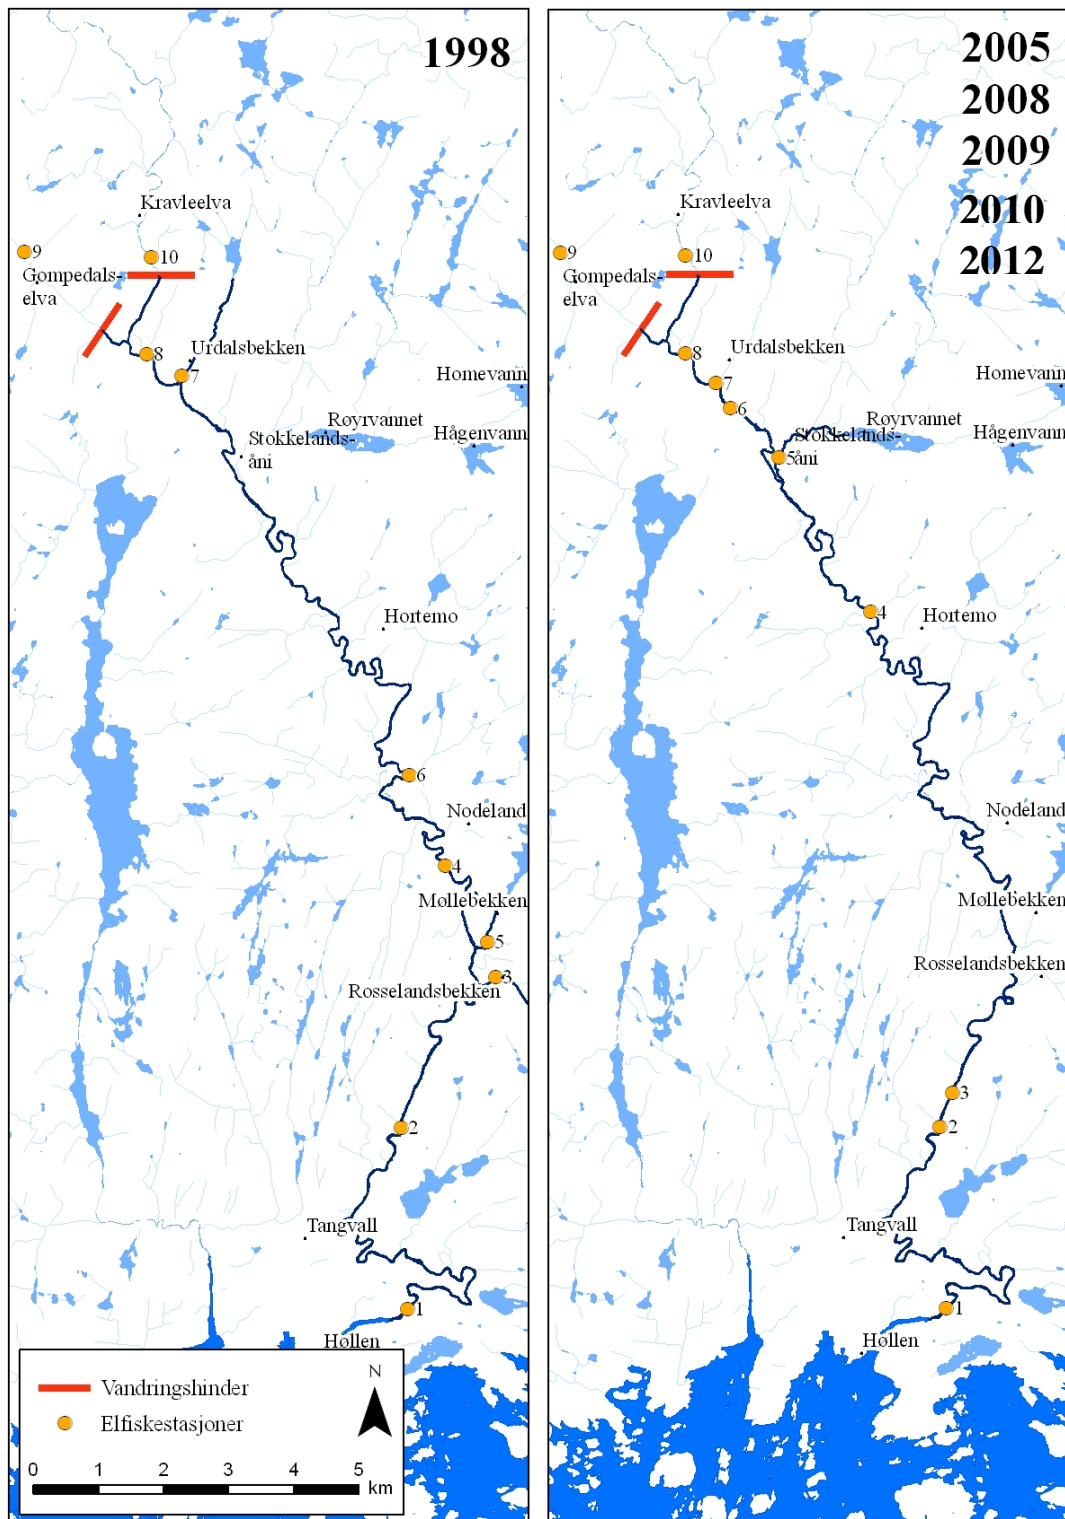 1998
Kravleelva
9
10
Gompedals-
elva
8
Urdalsbekken
7
Homevann
Røyrvannet
Hågenvann
Stokkelands-
åni
Hortemo
6
Nodeland
4
Møllebekken
5
3
Rosselandsbekken
2
Tangvall
1
Høllen
Vandringshinder
Elfiskestasjoner
N
0 1 2 3 4 5
km
2005
2008
2009
2010
2012
Kravleelva
9
10
Gompedals-
elva
8
Urdalsbekken
7
Homevann
6
Røyrvannet
Hågenvann
Stokkelands-
5åni
4
Hortemo
Nodeland
Møllebekken
Rosselandsbekken
3
2
Tangvall
1
Høllen